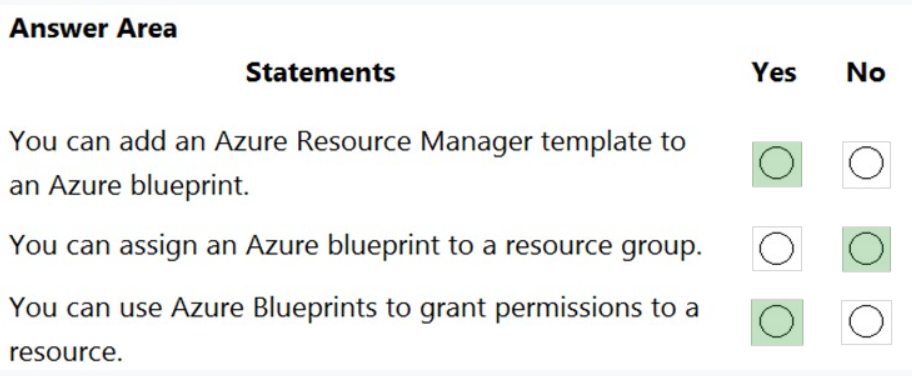 Answer Area
Statements Yes No
You can add an Azure Resource Manager template to
an Azure blueprint.
You can assign an Azure blueprint to a resource group.
You can use Azure Blueprints to grant permissions to a
resource.